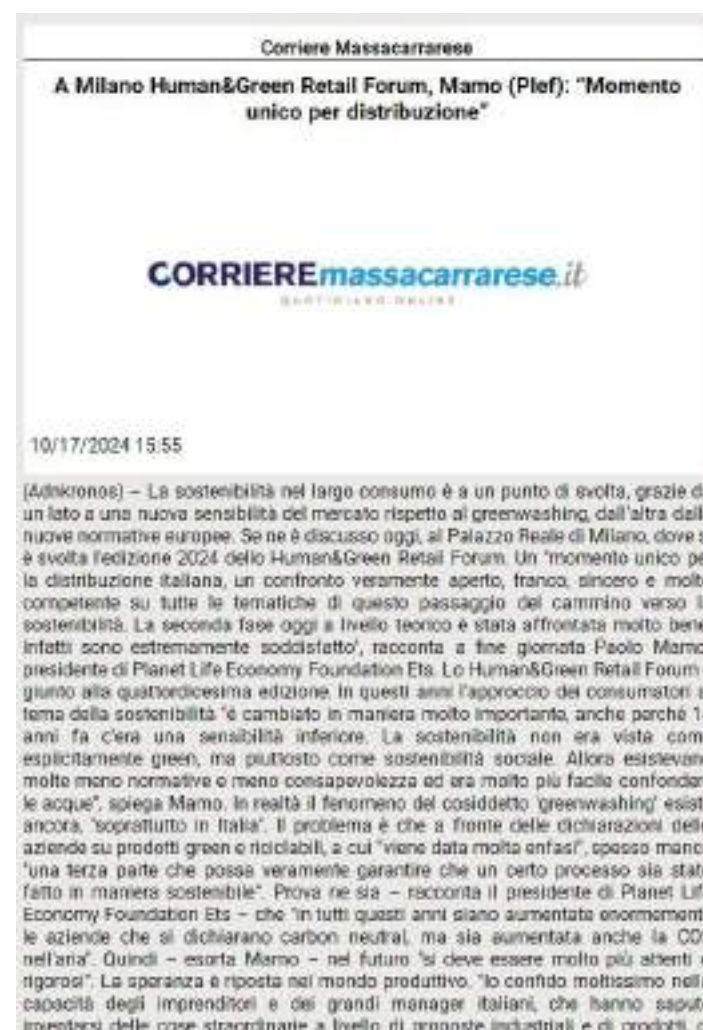 Corriere Massacarrarese
A Milano Human&Green Retail Forum, Mamo (Plef): “Momento
unico per distribuzione”
CORRIEREmassacarrarese.it
QUOTIDIANO ONLINE
10/17/2024 15:55
(Adnkronos) – La sostenibilità nel largo consumo è a un punto di svolta, grazie d
un lato a una nuova sensibilità del mercato rispetto al greenwashing, dall'altra dall
nuove normative europee. Se ne è discusso oggi, al Palazzo Reale di Milano, dove s
è svolta l'edizione 2024 dello Human&Green Retail Forum. Un “momento unico pe
la distribuzione italiana, un confronto veramente aperto, franco, sincero e molto
competente su tutte le tematiche di questo passaggio del cammino verso l
sostenibilità. La seconda fase oggi a livello teorico è stata affrontata molto bene
infatti sono estremamente soddisfatto', racconta a fine giornata Paolo Mamo
presidente di Planet Life Economy Foundation Ets. Lo Human&Green Retail Forum
giunto alla quattordicesima edizione. In questi anni l'approccio dei consumatori a
tema della sostenibilità “è cambiato in maniera molto importante, anche perché 1
anni fa c'era una sensibilità inferiore. La sostenibilità non era vista com
esplicitamente green, ma piuttosto come sostenibilità sociale. Allora esistevan
molte meno normative e meno consapevolezza ed era molto più facile confonder
le acque”, spiega Mamo. In realtà il fenomeno del cosiddetto 'greenwashing' esist
ancora, “soprattutto in Italia”. Il problema è che a fronte delle dichiarazioni dell
aziende su prodotti green e riciclabili, a cui “viene data molta enfasi”, spesso manc
“una terza parte che possa veramente garantire che un certo processo sia stat
fatto in maniera sostenibile”. Prova ne sia – racconta il presidente di Planet Lif
Economy Foundation Ets – che “in tutti questi anni siano aumentate enormement
le aziende che si dichiarano carbon neutral, ma sia aumentata anche la CO
nell'aria”. Quindi – esorta Mamo – nel futuro “si deve essere molto più attenti
rigorosi”. La speranza è riposta nel mondo produttivo. “Io confido moltissimo nell
capacità degli imprenditori e dei grandi manager italiani, che hanno saput
inventarsi delle cose straordinarie a livello di proposte industriali e di prodotti